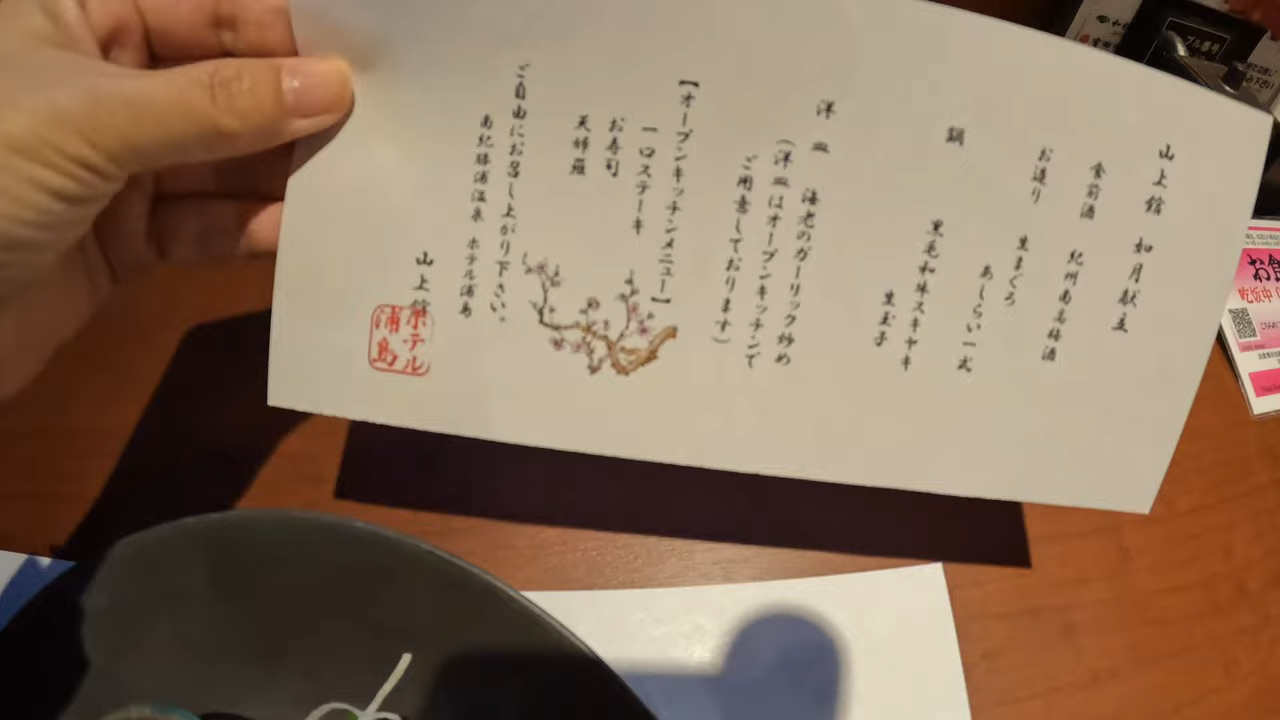 山上館 如月献立
食前酒 紀州南高梅酒
お造り 生まぐろ
あしらい一式
鍋 黒毛和牛スキヤキ
生玉子
洋皿 海老のガーリック炒め
(洋皿はオープンキッチンで
ご用意しております)
【オープンキッチンメニュー】
一口ステーキ
お寿司
天婦羅
ご自由にお召し上がり下さい。
南紀勝浦温泉 ホテル浦島
山上館
ホテル
浦島